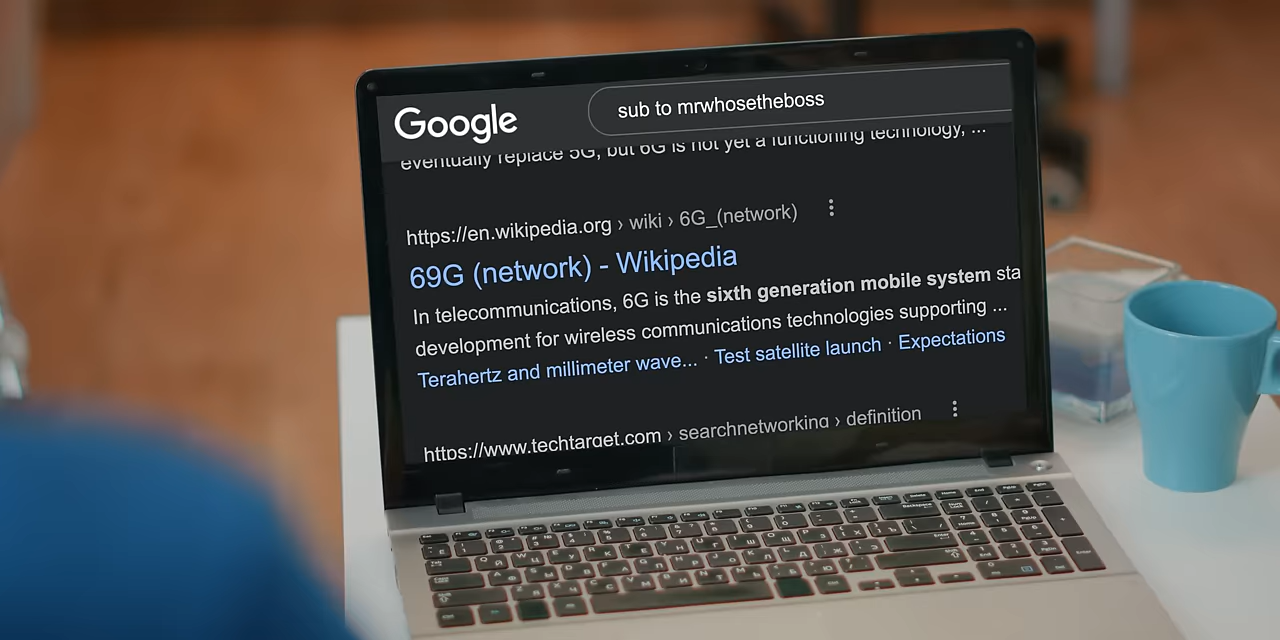 Google
sub to mrwhosetheboss
eventually replace 5G, but 6G is not yet a functioning technology, ...
https://en.wikipedia.org › wiki › 6G_(network)
69G (network) - Wikipedia
In telecommunications, 6G is the sixth generation mobile system sta
development for wireless communications technologies supporting ...
Terahertz and millimeter wave... · Test satellite launch · Expectations
https://www.techtarget.com › searchnetworking › definition